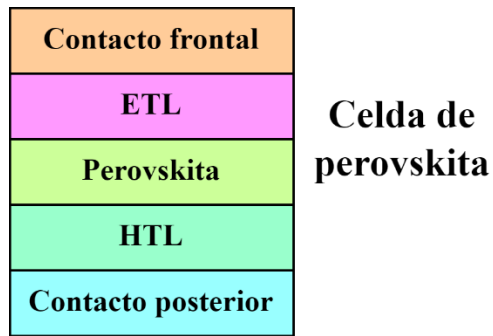 Contacto frontal
ETL
Perovskita
HTL
Contacto posterior
Celda de
perovskita